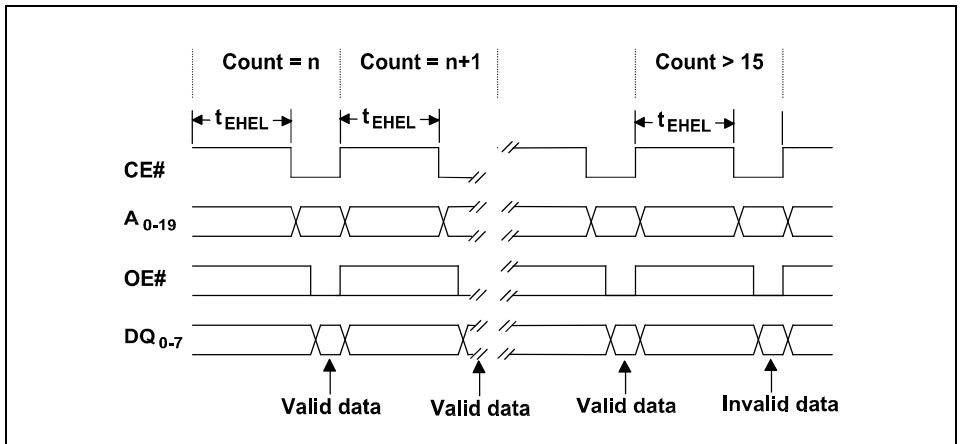 Count = n Count = n+1 Count > 15
tEHEL tEHEL tEHEL
CE#
A0-19
OE#
DQ0-7
Valid data Valid data Valid data Invalid data